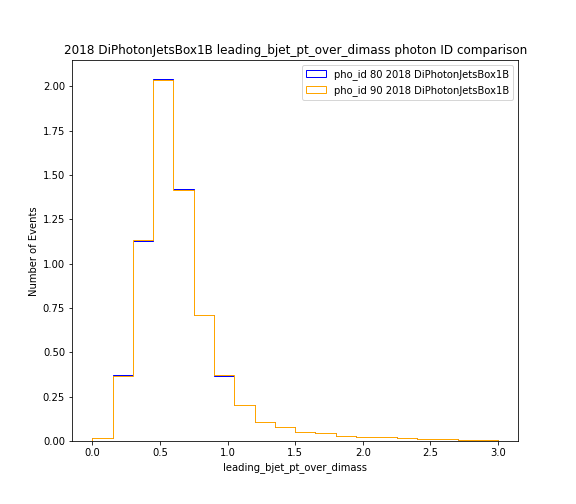 2018 DiPhotonJetsBox1B leading_bjet_pt_over_dimass photon ID comparison
pho_id 80 2018 DiPhotonJetsBox1B
pho_id 90 2018 DiPhotonJetsBox1B
Number of Events
2.00
1.75
1.50
1.25
1.00
0.75
0.50
0.25
0.00
0.0 0.5 1.0 1.5 2.0 2.5 3.0
leading_bjet_pt_over_dimass